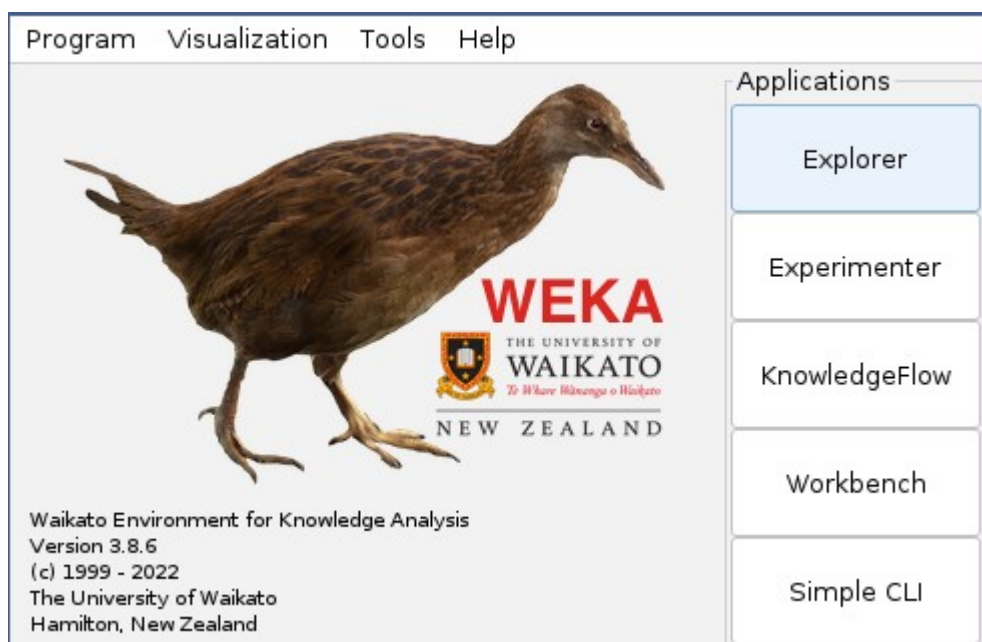 Program Visualization Tools Help
Applications
Explorer
Experimenter
KnowledgeFlow
Workbench
Simple CLI
WEKA
THE UNIVERSITY OF
WAIKATO
Te Whare Wānanga o Waikato
NEW ZEALAND
Waikato Environment for Knowledge Analysis
Version 3.8.6
(c) 1999 - 2022
The University of Waikato
Hamilton, New Zealand